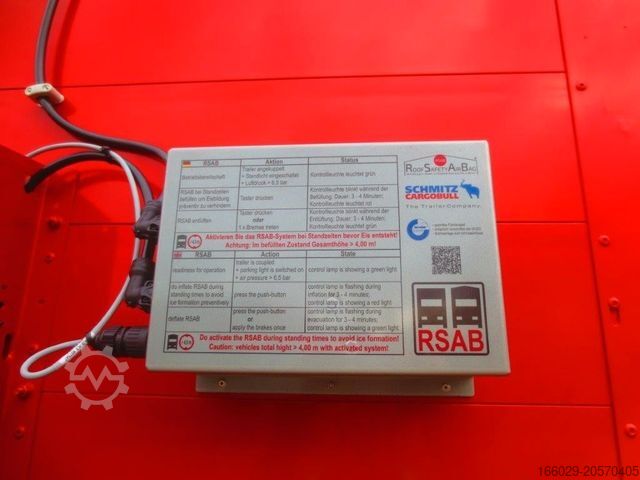 RSAB Aktion Status
Betriebsbereitschaft
Trailer angekuppelt
+ Standlicht eingeschaltet
+ Luftdruck > 6,5 bar
Kontrollleuchte leuchtet grün
RSAB bei Standzeiten
befüllen um Eisbildung
präventiv zu verhindern
Taster drücken
Kontrollleuchte blinkt während der
Befüllung; Dauer: 3 - 4 Minuten;
Kontrollleuchte leuchtet rot
RSAB entlüften
Taster drücken
oder
1 x Bremse treten
Kontrollleuchte blinkt während der
Entlüftung; Dauer: 3 - 4 Minuten;
Kontrollleuchte leuchtet grün
Aktivieren Sie das RSAB-System bei Standzeiten bevor Eis entsteht!
Achtung: im befüllten Zustand Gesamthöhe > 4,00 m!
RSAB Action State
readiness for operation
Trailer is coupled
+ parking light is switched on
+ air pressure > 6,5 bar
control lamp is showing a green light
do inflate RSAB during
standing times to avoid
ice formation preventively
press the push-button
control lamp is flashing during
inflation for 3 - 4 minutes;
control lamp is showing a red light
deflate RSAB
press the push-button
or
apply the brakes once
control lamp is flashing during
evacuation for 3 - 4 minutes;
control lamp is showing a green light
Do activate the RSAB during standing times to avoid ice formation!
Caution: vehicles total hight > 4,00 m with activated system!
ROOFSAFETYAIRBAG
SCHMITZ
CARGOBULL
The Trailer Company.
RSAB
166029-20570405